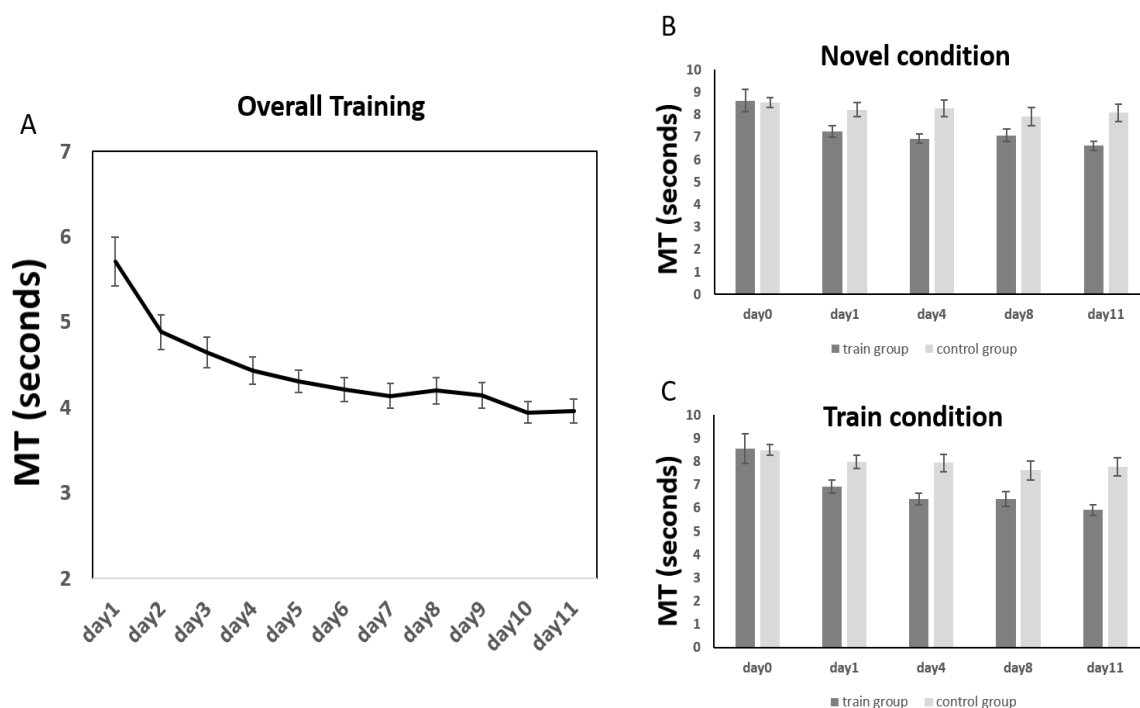 A
Overall Training
MT (seconds)
7
6
5
4
3
2
day1 day2 day3 day4 day5 day6 day7 day8 day9 day10 day11
B
Novel condition
MT (seconds)
10
9
8
7
6
5
4
3
2
1
0
day0 day1 day4 day8 day11
train group control group
C
Train condition
MT (seconds)
10
9
8
7
6
5
4
3
2
1
0
day0 day1 day4 day8 day11
train group control group